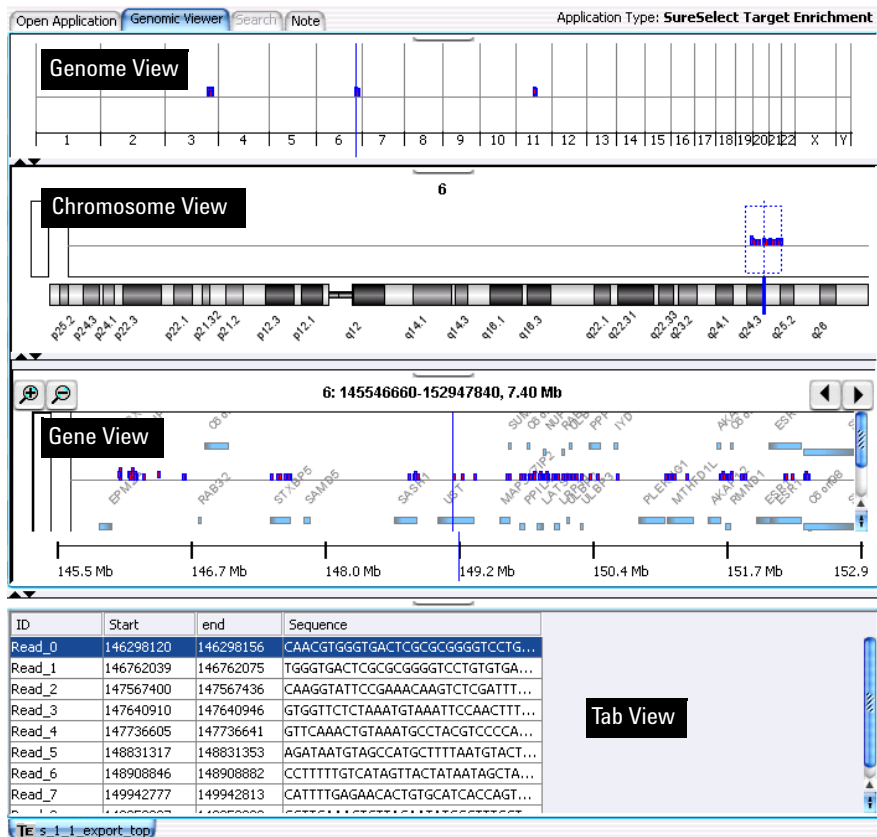 Open Application Genomic Viewer Search Note Application Type: SureSelect Target Enrichment
Genome View
1 2 3 4 5 6 7 8 9 10 11 12 13 14 15 16 17 18 19 20 21 22 X Y
6
Chromosome View
p25.2 p24.3 p24.1 p22.3 p22.1 p21.32 p21.2 p12.3 p12.1 q12 q14.1 q14.3 q16.1 q16.3 q22.1 q22.31 q22.33 q23.2 q24.1 q24.3 q25.2 q26
6: 145546660-152947840, 7.40 Mb
Gene View
RAB32 STXBP5 SAMD5 SASH1 UST ULBP3 PLEKHG1 MTHFD1L AKAP12 RMND1 ESR1 C6orf98
IYD
145.5 Mb 146.7 Mb 148.0 Mb 149.2 Mb 150.4 Mb 151.7 Mb 152.9
ID Start end Sequence
Read_0 146298120 146298156 CAACGTGGGTGACTCGCGCGGGGTCCTG...
Read_1 146762039 146762075 TGGGTGACTCGCGCGGGGTCCTGTGTGA...
Read_2 147567400 147567436 CAAGGTATTCCGAAACAAGTCTCGATTT...
Read_3 147640910 147640946 GTGGTTCTCTAAATGTAAATTCCAACTTT...
Read_4 147736605 147736641 GTTCAAACTGTAAATGCCTACGTCCCCA...
Read_5 148831317 148831353 AGATAATGTAGCCATGCTTTTAATGTACT...
Read_6 148908846 148908882 CCTTTTTGTCATAGTTACTATAATAGCTA...
Read_7 149942777 149942813 CATTTTGAGAACACTGTGCATCACCAGT...
Tab View
TE s_1_1_export_top